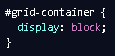 #grid-container {
  display: block;
}